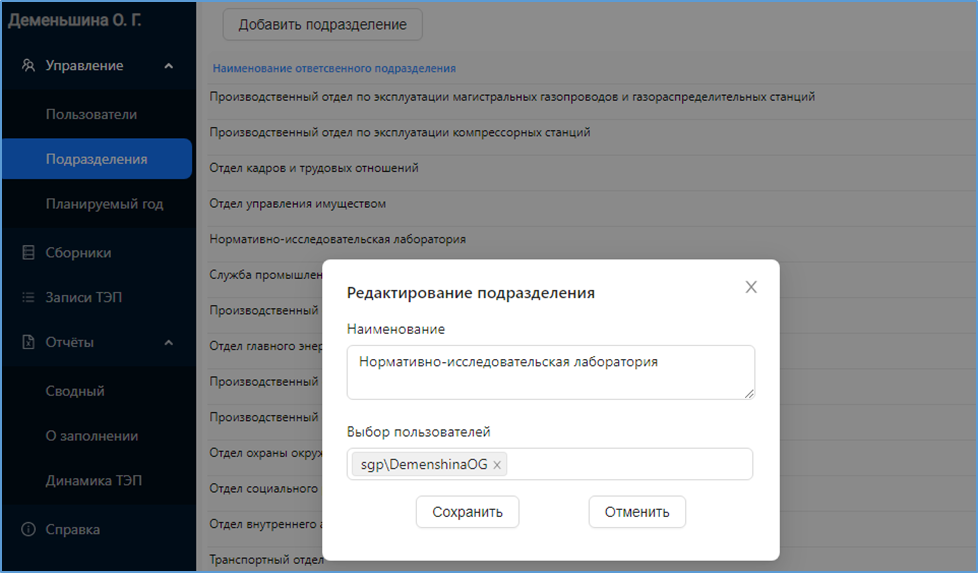 Деменьшина О. Г.
Управление
Пользователи
Подразделения
Планируемый год
Сборники
Записи ТЭП
Отчёты
Сводный
О заполнении
Динамика ТЭП
Справка
Добавить подразделение
Наименование ответсвенного подразделения
Производственный отдел по эксплуатации магистральных газопроводов и газораспределительных станций
Производственный отдел по эксплуатации компрессорных станций
Отдел кадров и трудовых отношений
Отдел управления имуществом
Нормативно-исследовательская лаборатория
Служба промышлен
Производственный
Отдел главного энер
Производственный
Производственный
Отдел охраны окруж
Отдел социального
Отдел внутреннего а
Транспортный отдел
Редактирование подразделения
Наименование
Нормативно-исследовательская лаборатория
Выбор пользователей
sgp\DemenshinaOG
Сохранить Отменить